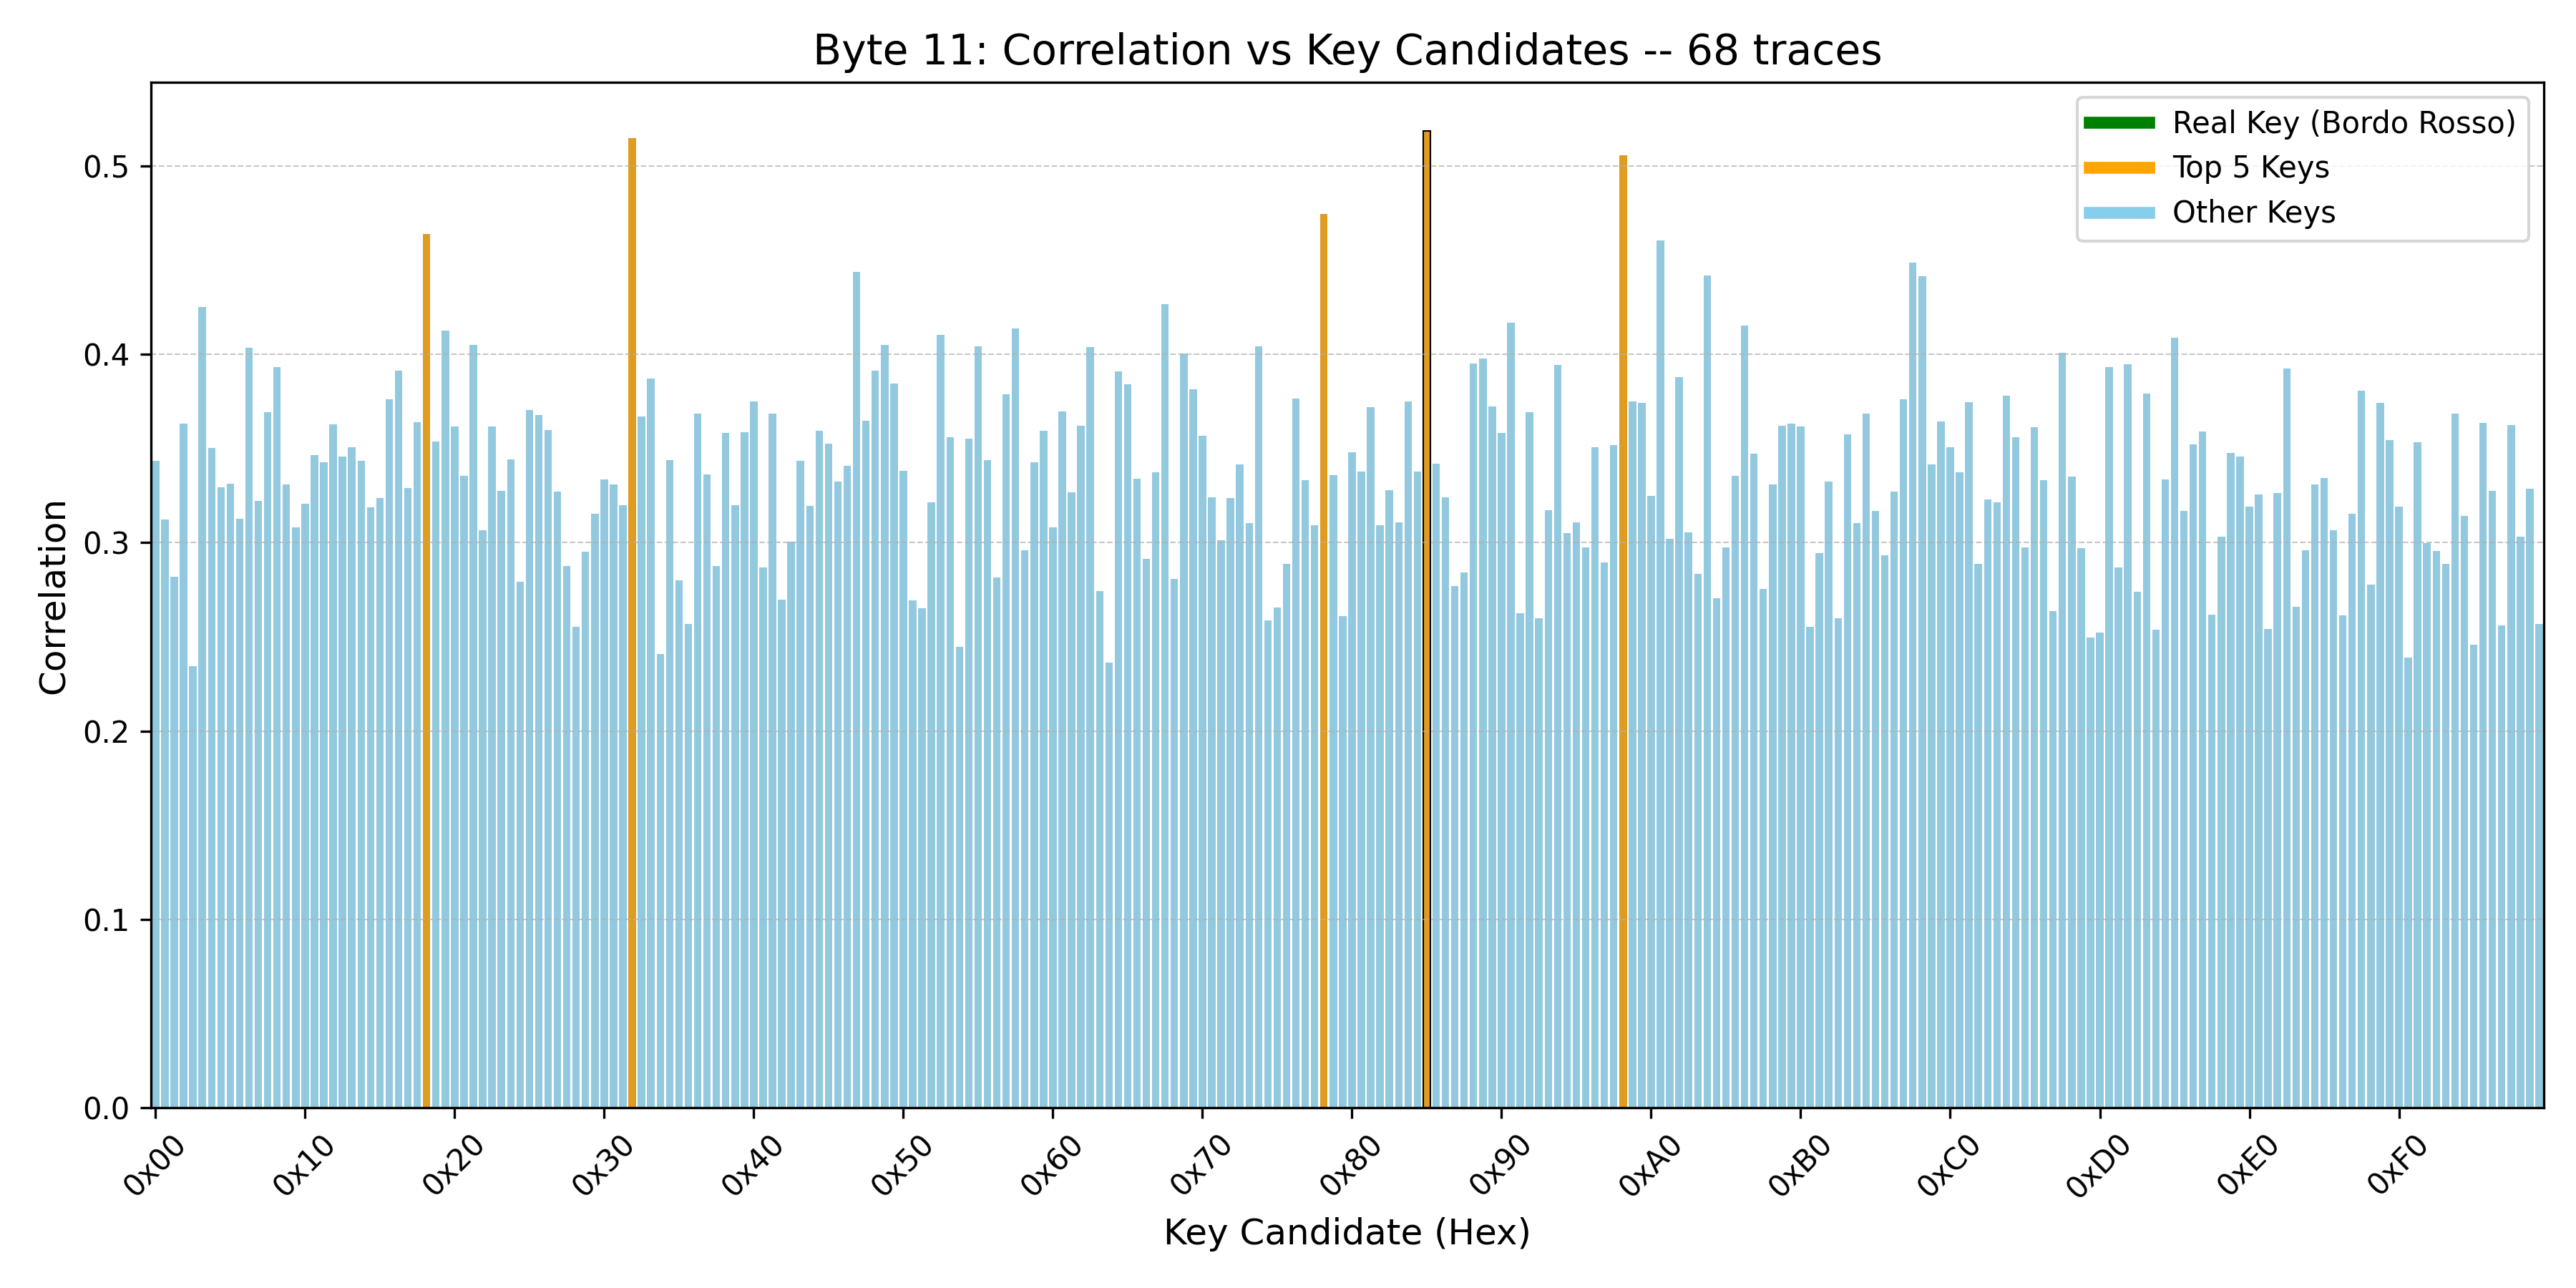 Byte 11: Correlation vs Key Candidates -- 68 traces
Real Key (Bordo Rosso)
Top 5 Keys
Other Keys
Correlation
0.5
0.4
0.3
0.2
0.1
0.0
0x00 0x10 0x20 0x30 0x40 0x50 0x60 0x70 0x80 0x90 0xA0 0xB0 0xC0 0xD0 0xE0 0xF0
Key Candidate (Hex)